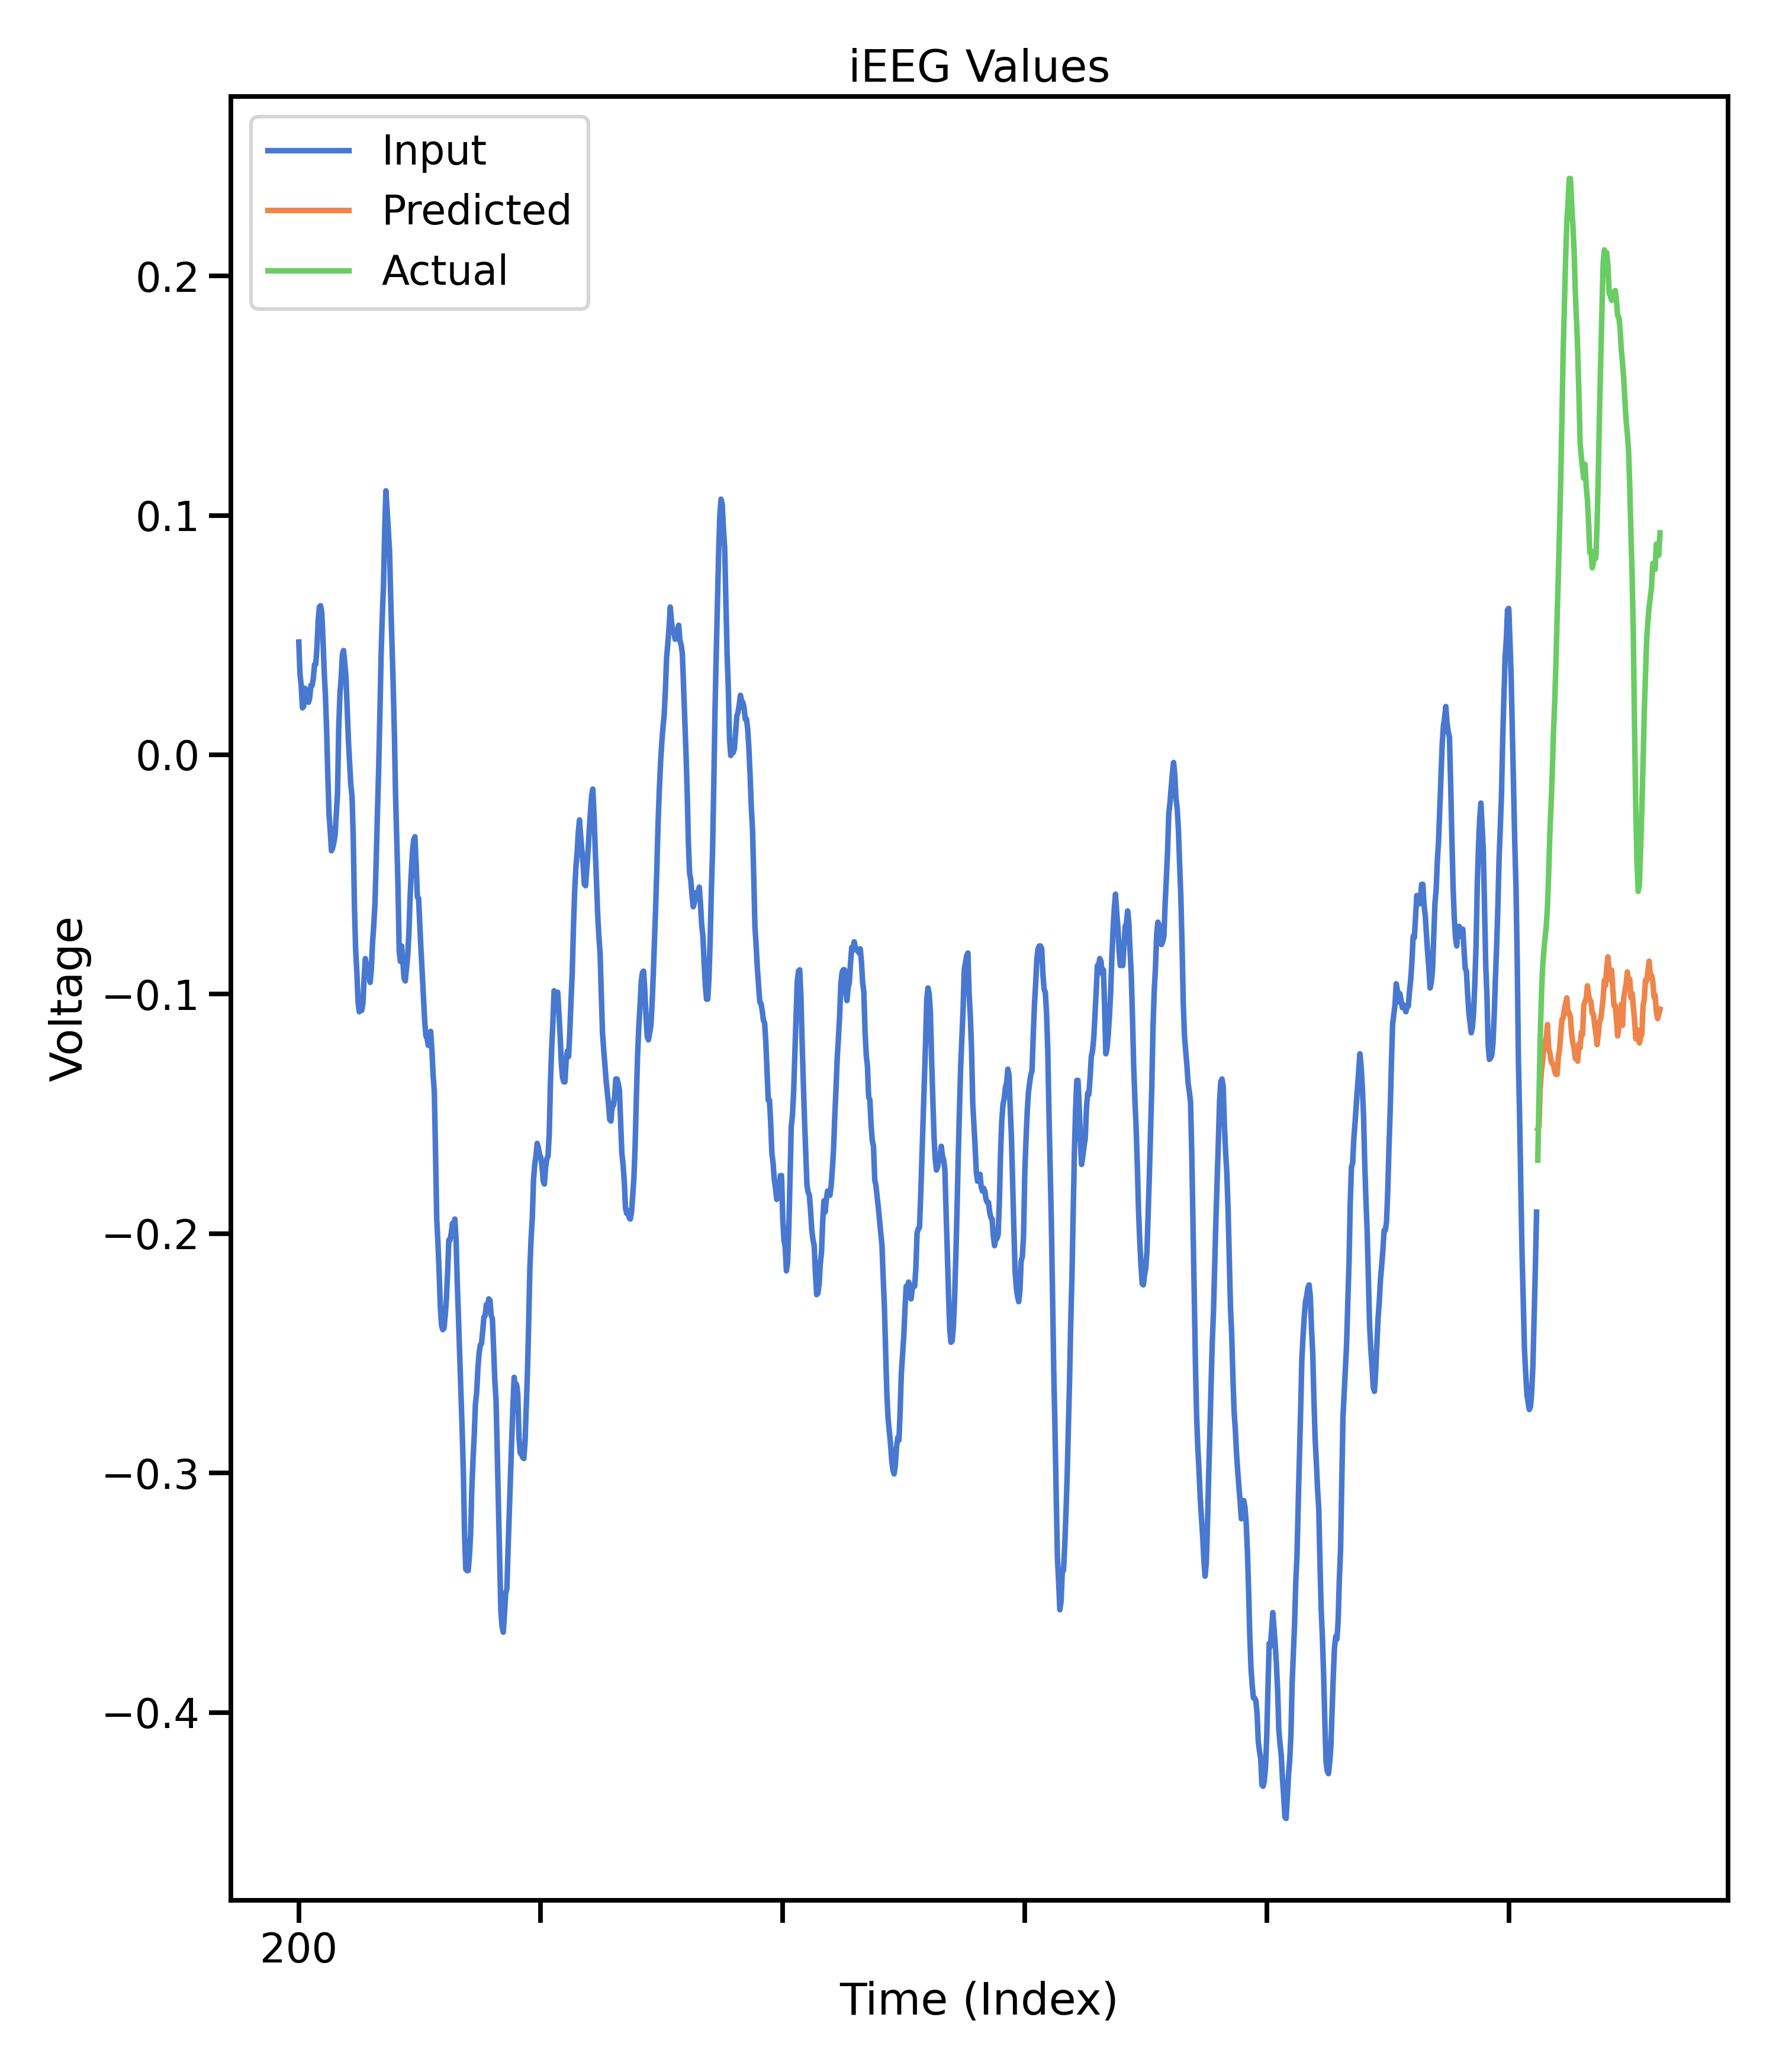 iEEG Values
Input
Predicted
Actual
0.2
0.1
0.0
−0.1
−0.2
−0.3
−0.4
Voltage
200
Time (Index)